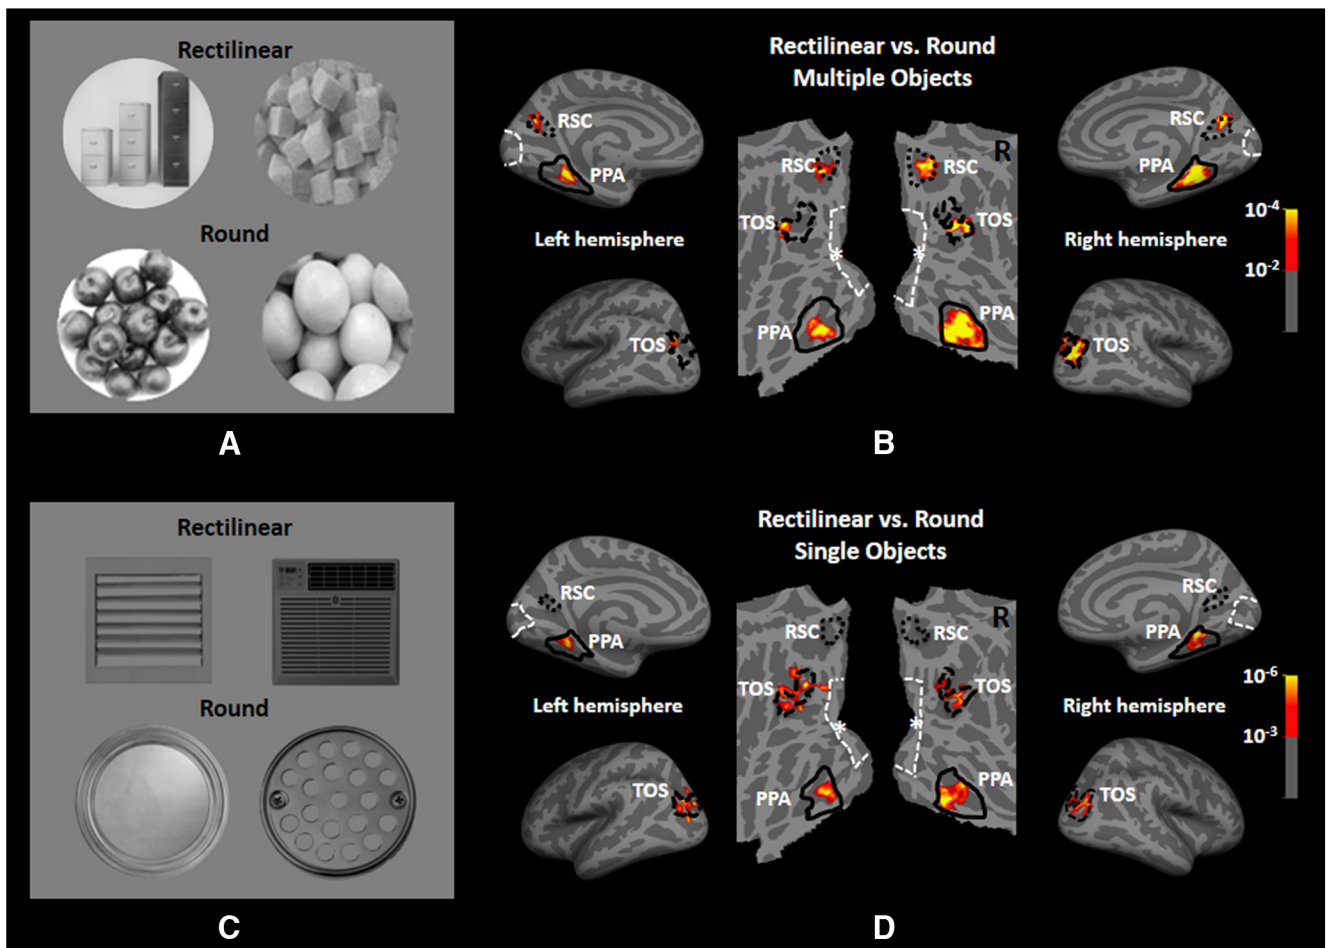 Rectilinear
Round
A
Rectilinear vs. Round
Multiple Objects
RSC
PPA
Left hemisphere
TOS
RSC
RSC
R
TOS
TOS
*
*
PPA
PPA
RSC
PPA
Right hemisphere
TOS
10-4
10-2
B
Rectilinear
Round
C
Rectilinear vs. Round
Single Objects
RSC
PPA
Left hemisphere
TOS
RSC
RSC
R
TOS
TOS
*
*
PPA
PPA
RSC
PPA
Right hemisphere
TOS
10-6
10-3
D